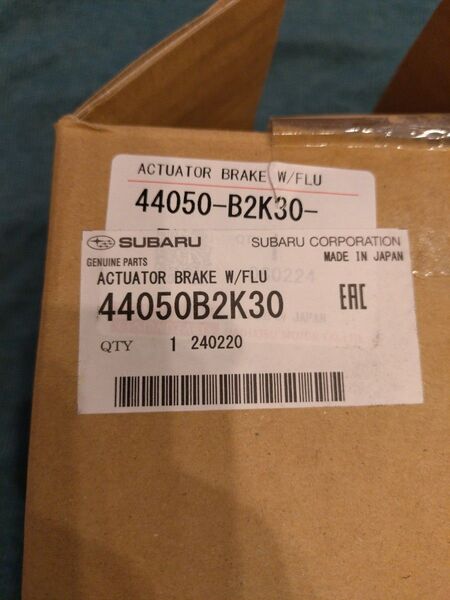 ACTUATOR BRAKE W/FLU
44050-B2K30-
SUBARU SUBARU CORPORATION
GENUINE PARTS MADE IN JAPAN
ACTUATOR BRAKE W/FLU
44050B2K30 EAC
QTY 1 240220